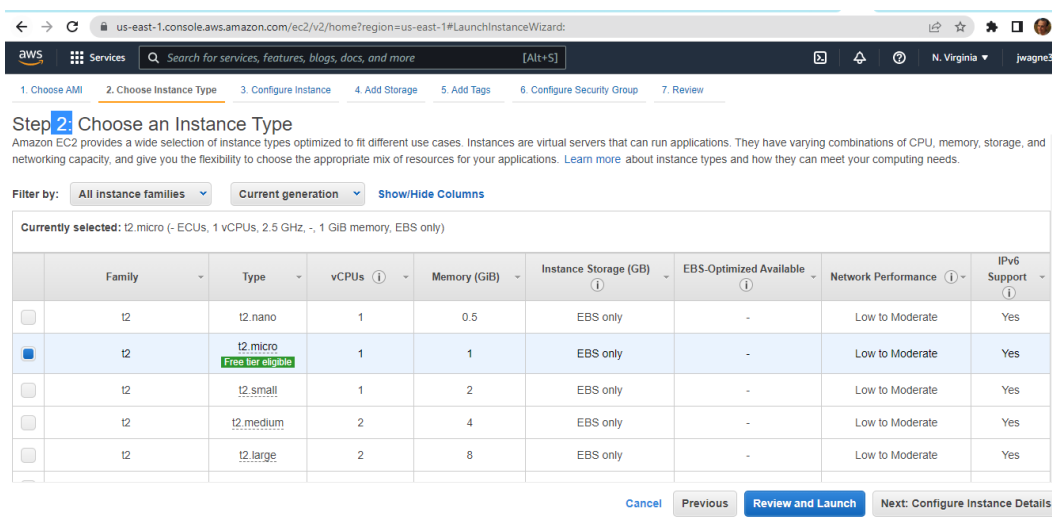 us-east-1.console.aws.amazon.com/ec2/v2/home?region=us-east-1#LaunchInstanceWizard:
aws Services Search for services, features, blogs, docs, and more [Alt+S] N. Virginia jwagne3
1. Choose AMI 2. Choose Instance Type 3. Configure Instance 4. Add Storage 5. Add Tags 6. Configure Security Group 7. Review
Step 2: Choose an Instance Type
Amazon EC2 provides a wide selection of instance types optimized to fit different use cases. Instances are virtual servers that can run applications. They have varying combinations of CPU, memory, storage, and
networking capacity, and give you the flexibility to choose the appropriate mix of resources for your applications. Learn more about instance types and how they can meet your computing needs.
Filter by: All instance families Current generation Show/Hide Columns
Currently selected: t2.micro (- ECUs, 1 vCPUs, 2.5 GHz, -, 1 GiB memory, EBS only)
Family Type vCPUs Memory (GiB) Instance Storage (GB) EBS-Optimized Available Network Performance IPv6 Support
t2 t2.nano 1 0.5 EBS only - Low to Moderate Yes
t2 t2.micro Free tier eligible 1 1 EBS only - Low to Moderate Yes
t2 t2.small 1 2 EBS only - Low to Moderate Yes
t2 t2.medium 2 4 EBS only - Low to Moderate Yes
t2 t2.large 2 8 EBS only - Low to Moderate Yes
Cancel Previous Review and Launch Next: Configure Instance Details